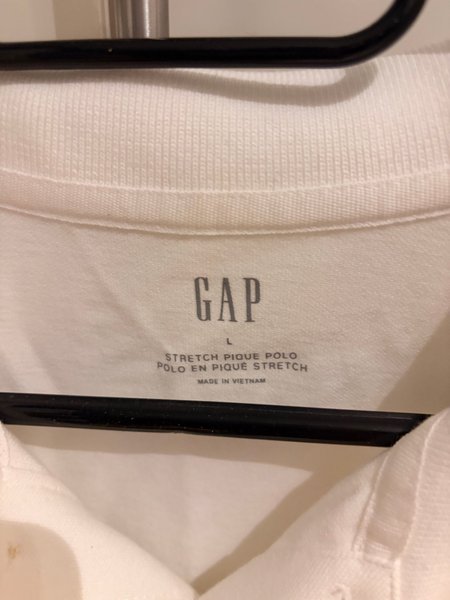 GAP
L
STRETCH PIQUE POLO
POLO EN PIQUÉ STRETCH
MADE IN VIETNAM